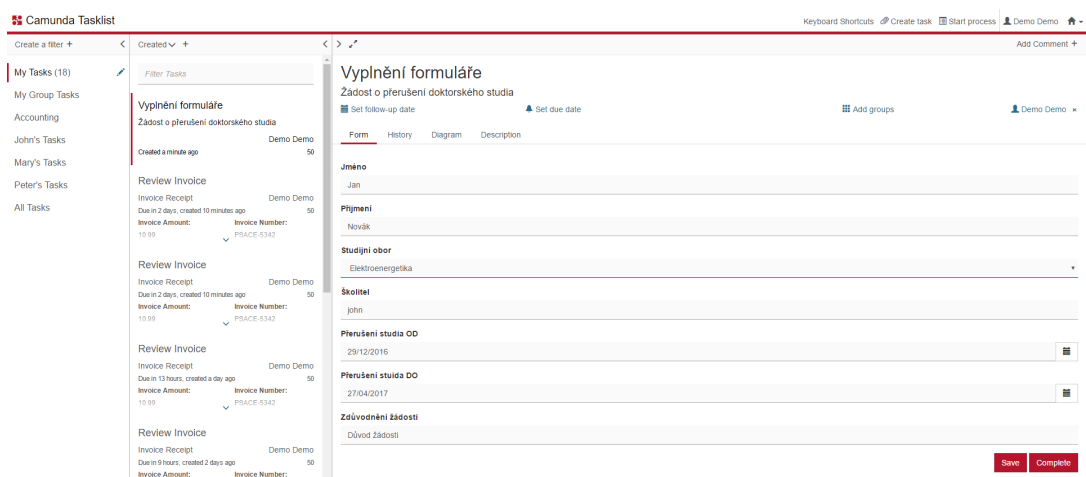 Camunda Tasklist
Keyboard Shortcuts Create task Start process Demo Demo
Create a filter +
Created +
Add Comment +
My Tasks (18)
My Group Tasks
Accounting
John's Tasks
Mary's Tasks
Peter's Tasks
All Tasks
Filter Tasks
Vyplnění formuláře
Žádost o přerušení doktorského studia
Demo Demo
Created a minute ago 50
Review Invoice
Invoice Receipt Demo Demo
Due in 2 days, created 10 minutes ago 50
Invoice Amount: Invoice Number:
10.99 PSACE-5342
Review Invoice
Invoice Receipt Demo Demo
Due in 2 days, created 10 minutes ago 50
Invoice Amount: Invoice Number:
10.99 PSACE-5342
Review Invoice
Invoice Receipt Demo Demo
Due in 13 hours, created a day ago 50
Invoice Amount: Invoice Number:
10.99 PSACE-5342
Review Invoice
Invoice Receipt Demo Demo
Due in 9 hours, created 2 days ago 50
Invoice Amount: Invoice Number:
Vyplnění formuláře
Žádost o přerušení doktorského studia
Set follow-up date Set due date Add groups Demo Demo ×
Form History Diagram Description
Jméno
Jan
Příjmení
Novák
Studijní obor
Elektroenergetika
Školitel
john
Přerušení studia OD
29/12/2016
Přerušení stuida DO
27/04/2017
Zdůvodnění žádosti
Důvod žádosti
Save Complete